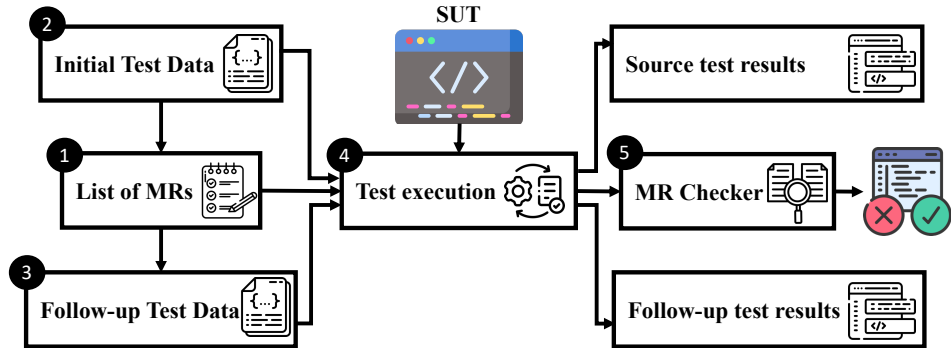 SUT
2
Initial Test Data
{...}
</>
Source test results
</>
1
List of MRs
4
Test execution
5
MR Checker
3
Follow-up Test Data
{...}
Follow-up test results
</>